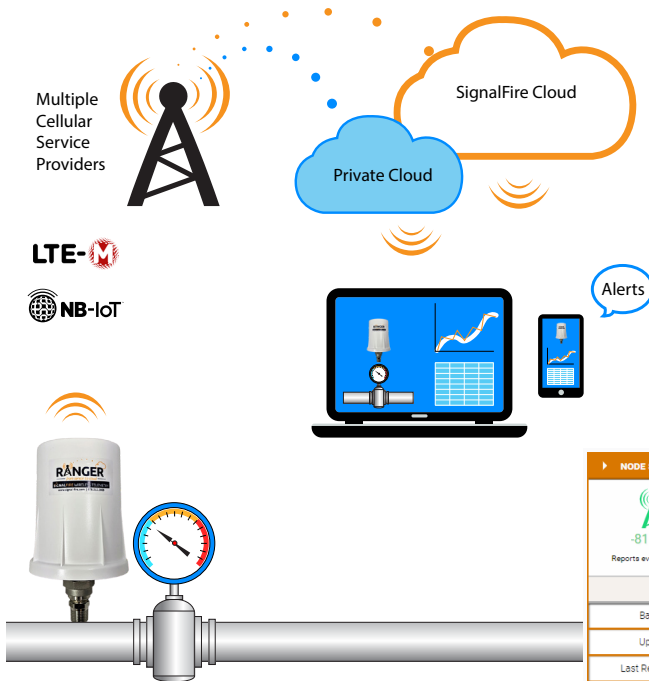 Multiple
Cellular
Service
Providers
SignalFire Cloud
Private Cloud
LTE-M
NB-IoT
Alerts
RANGER
NODE
-81
Reports ev
Ba
Up
Last Re